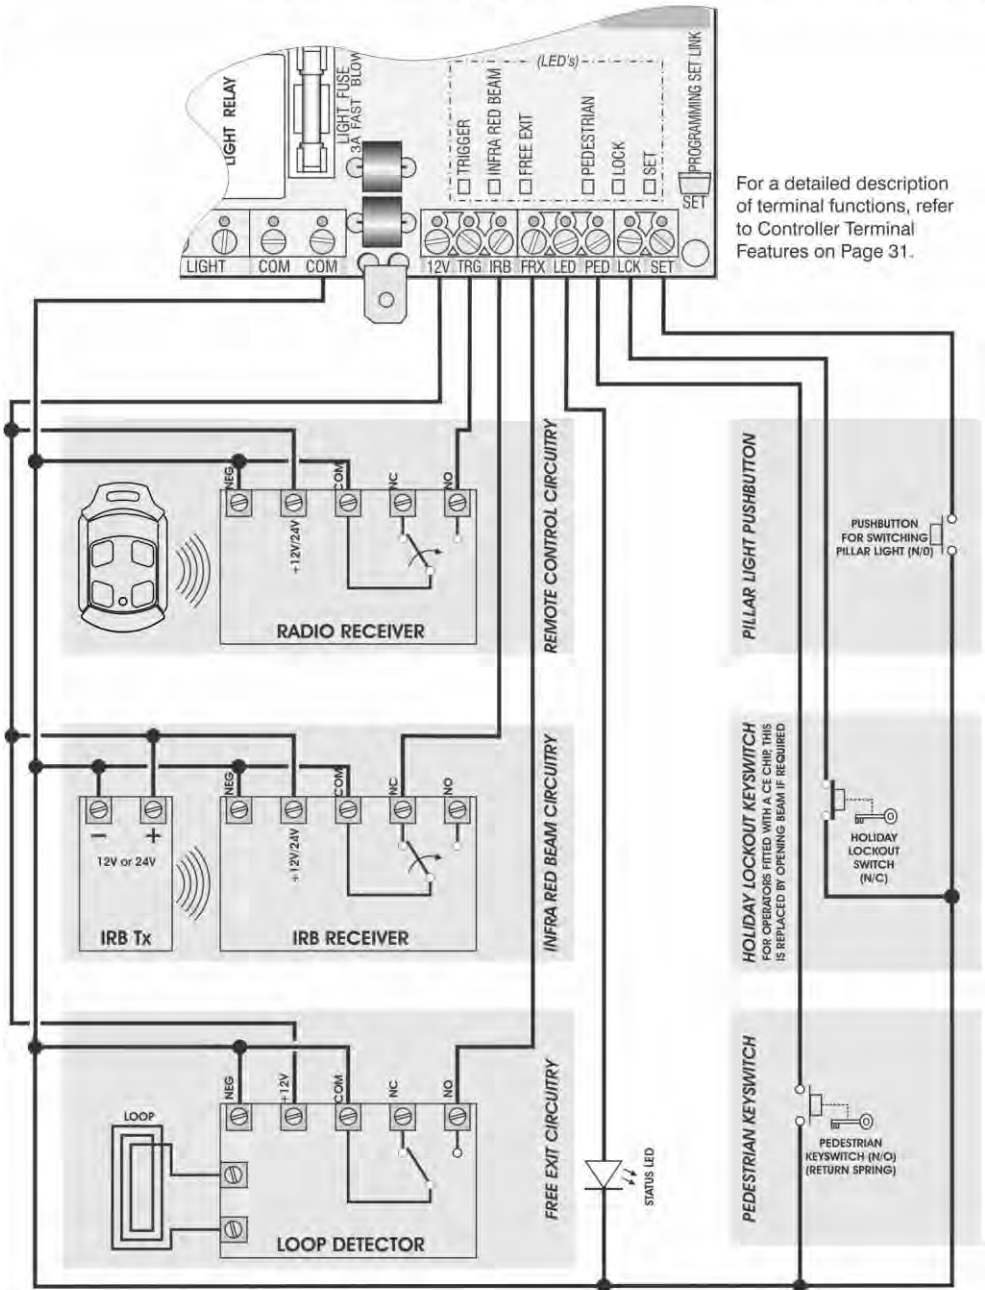 (LED's)
LIGHT RELAY
LIGHT FUSE
3A FAST BLOW
TRIGGER
INFRA RED BEAM
FREE EXIT
PEDESTRIAN
LOCK
SET
PROGRAMMING SET LINK
SET
For a detailed description
of terminal functions, refer
to Controller Terminal
Features on Page 31.
LIGHT COM COM 12V TRG IRB FRX LED PED LCK SET
NEG
+12V/24V
COM
NC
NO
RADIO RECEIVER
REMOTE CONTROL CIRCUITRY
PILLAR LIGHT PUSHBUTTON
PUSHBUTTON
FOR SWITCHING
PILLAR LIGHT (N/0)
− +
12V or 24V
IRB Tx
NEG
+12V/24V
COM
NC
NO
IRB RECEIVER
INFRA RED BEAM CIRCUITRY
HOLIDAY LOCKOUT KEYSWITCH
FOR OPERATORS FITTED WITH A CE CHIP, THIS
IS REPLACED BY OPENING BEAM IF REQUIRED
HOLIDAY
LOCKOUT
SWITCH
(N/C)
LOOP
NEG
+12V
COM
NC
NO
LOOP DETECTOR
FREE EXIT CIRCUITRY
STATUS LED
PEDESTRIAN KEYSWITCH
PEDESTRIAN
KEYSWITCH (N/O)
(RETURN SPRING)